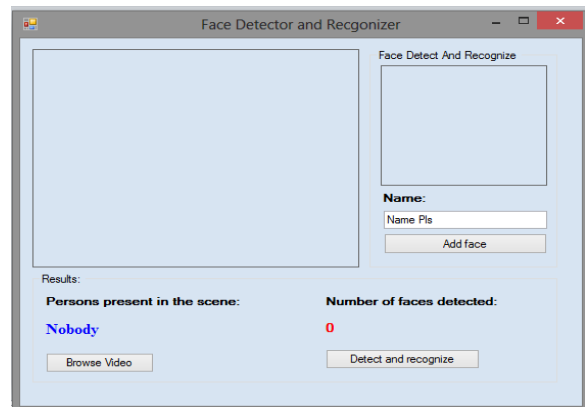 Face Detector and Recgonizer
Face Detect And Recognize
Name:
Name Pls
Add face
Results:
Persons present in the scene:
Number of faces detected:
Nobody
0
Browse Video
Detect and recognize